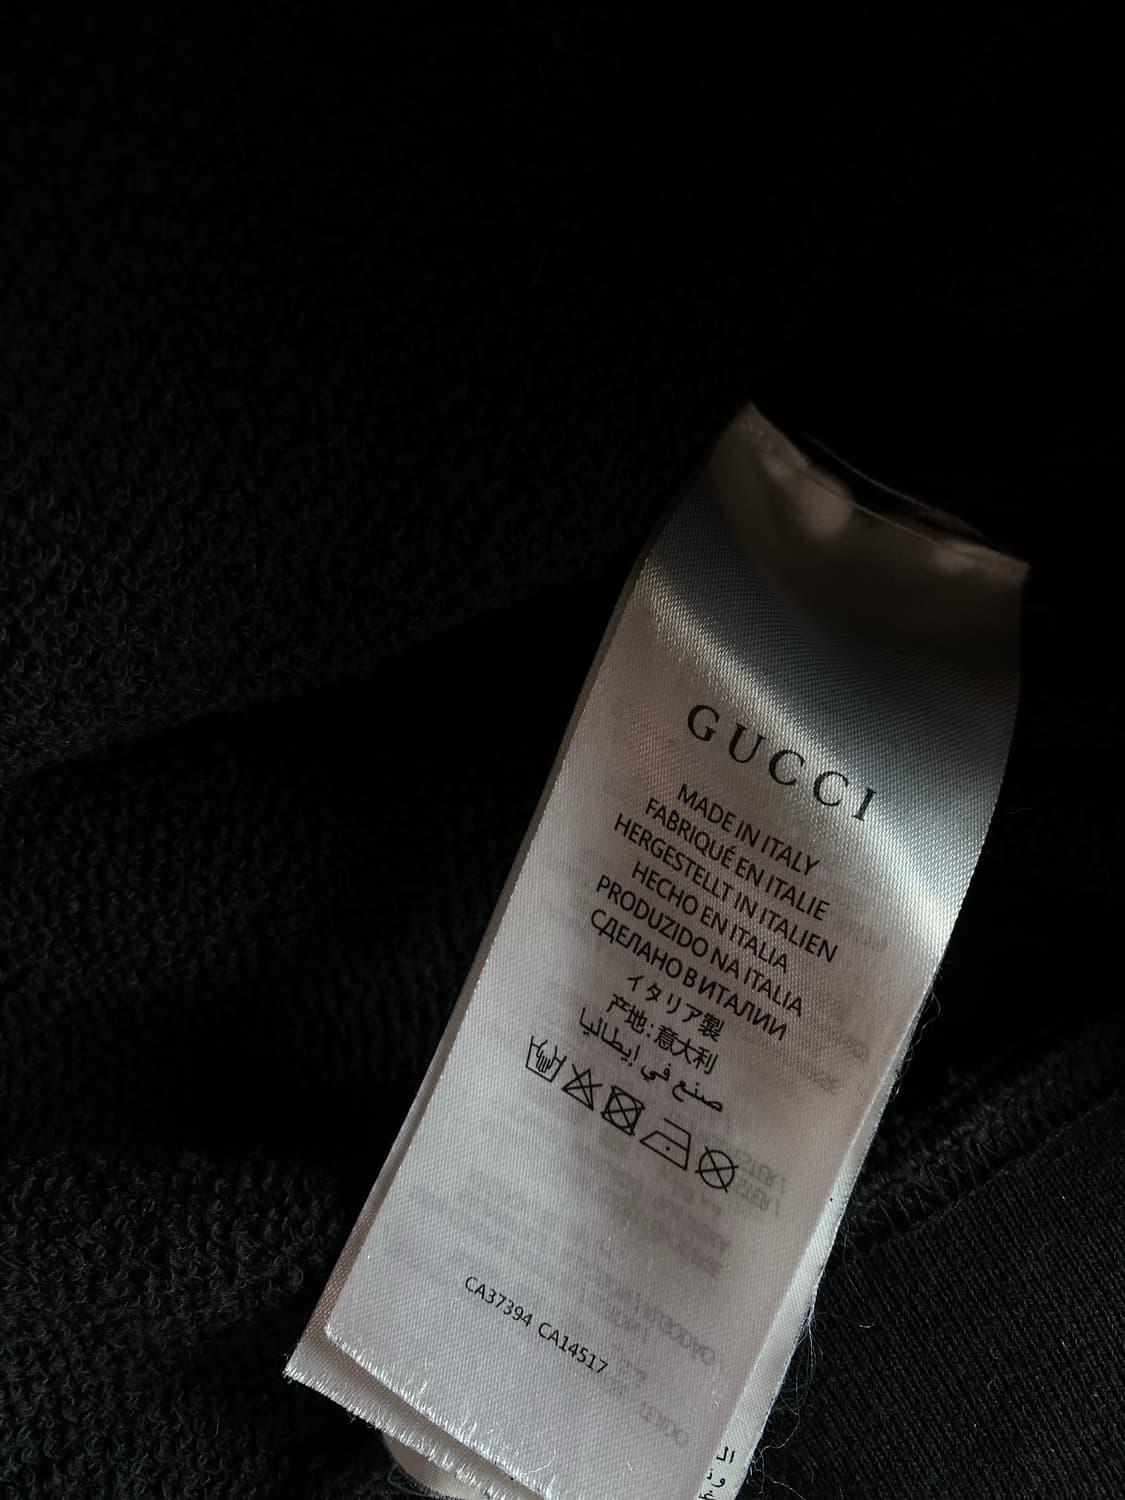 GUCCI
MADE IN ITALY
FABRIQUÉ EN ITALIE
HERGESTELLT IN ITALIEN
HECHO EN ITALIA
PRODUZIDO NA ITALIA
СДЕЛАНО В ИТАЛИИ
イタリア製
产地: 意大利
صنع في إيطاليا
CA37394 CA14517